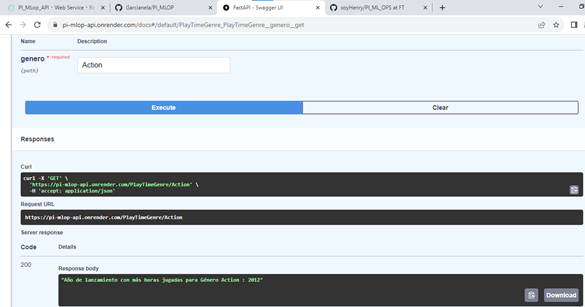 PI_Mlop_API · Web Service · Ren
Garcianela/PI_MLOP
FastAPI - Swagger UI
soyHenry/PI_ML_OPS at FT
pi-mlop-api.onrender.com/docs#/default/PlayTimeGenre_PlayTimeGenre__genero__get
Name Description
genero * required
(path)
Action
Execute Clear
Responses
Curl
curl -X 'GET' \
'https://pi-mlop-api.onrender.com/PlayTimeGenre/Action' \
-H 'accept: application/json'
Request URL
https://pi-mlop-api.onrender.com/PlayTimeGenre/Action
Server response
Code Details
200
Response body
"Año de lanzamiento con más horas jugadas para Género Action : 2012"
Download